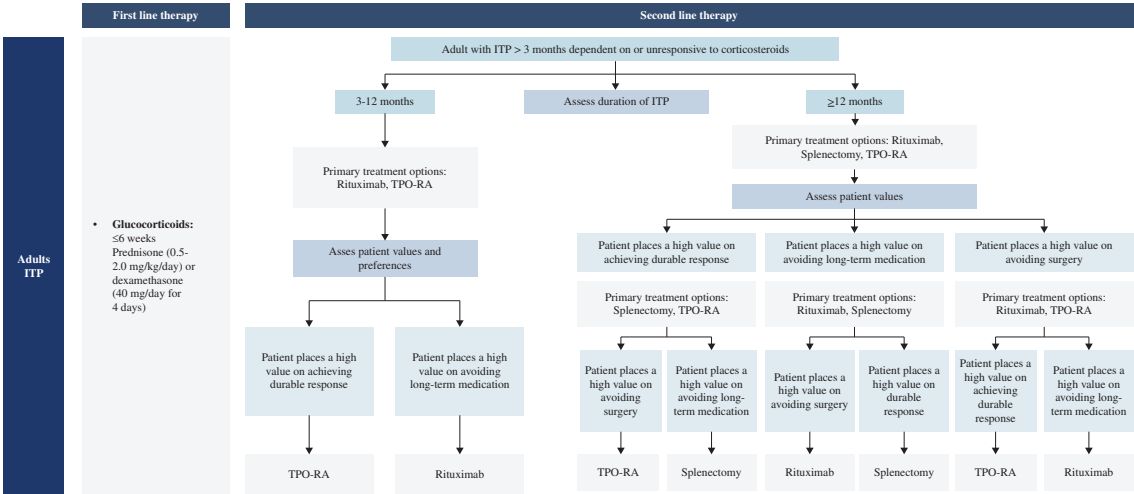 First line therapy
Second line therapy
Adults
ITP
• Glucocorticoids:
≤6 weeks
Prednisone (0.5-
2.0 mg/kg/day) or
dexamethasone
(40 mg/day for
4 days)
Adult with ITP > 3 months dependent on or unresponsive to corticosteroids
3-12 months
Assess duration of ITP
≥12 months
Primary treatment options:
Rituximab, TPO-RA
Asses patient values and
preferences
Patient places a high
value on achieving
durable response
Patient places a high
value on avoiding
long-term medication
TPO-RA
Rituximab
Primary treatment options: Rituximab,
Splenectomy, TPO-RA
Assess patient values
Patient places a high value on
achieving durable response
Patient places a high value on
avoiding long-term medication
Patient places a high value on
avoiding surgery
Primary treatment options:
Splenectomy, TPO-RA
Primary treatment options:
Rituximab, Splenectomy
Primary treatment options:
Rituximab, TPO-RA
Patient places a
high value on
avoiding
surgery
Patient places a
high value on
avoiding long-
term medication
Patient places a
high value on
avoiding surgery
Patient places a
high value on
durable
response
Patient places a
high value on
achieving
durable
response
Patient places a
high value on
avoiding long-
term medication
TPO-RA
Splenectomy
Rituximab
Splenectomy
TPO-RA
Rituximab